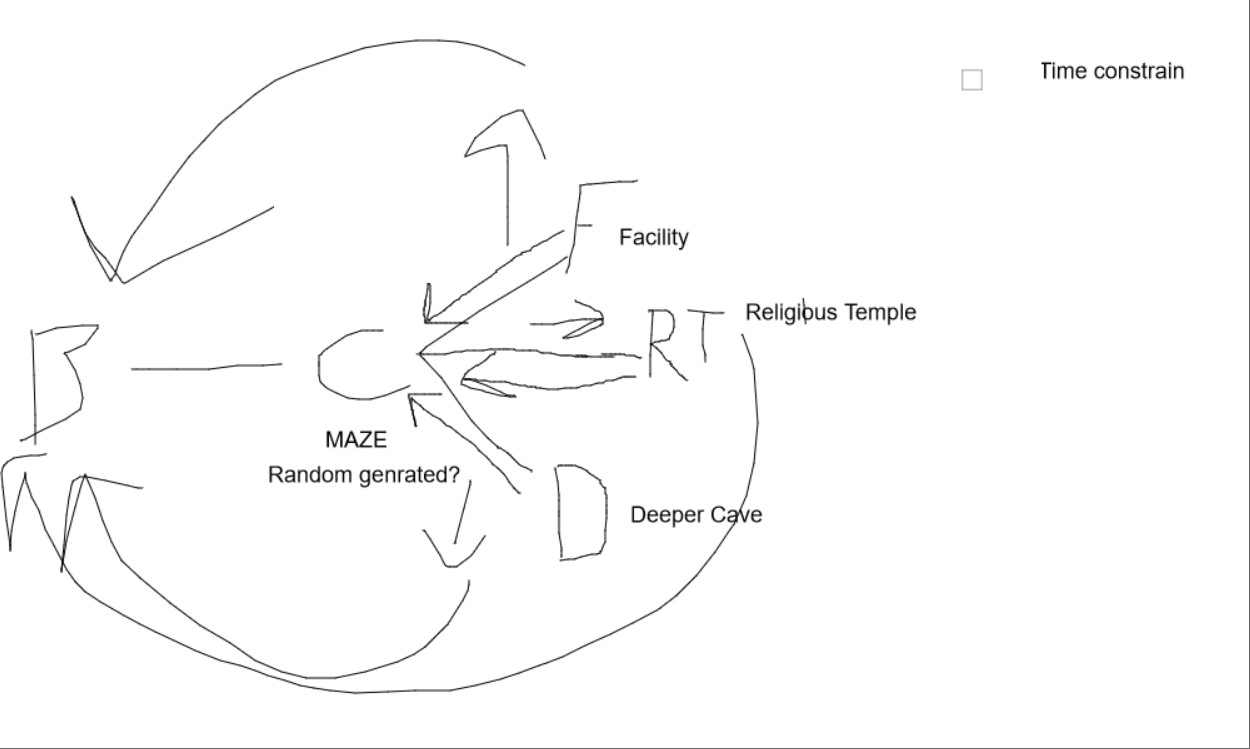 Time constrain
F
Facility
RT
Religious Temple
B
C
MAZE
Random genrated?
D
Deeper Cave